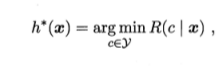 h*(x) = arg min R(c | x) ,
c∈𝒴